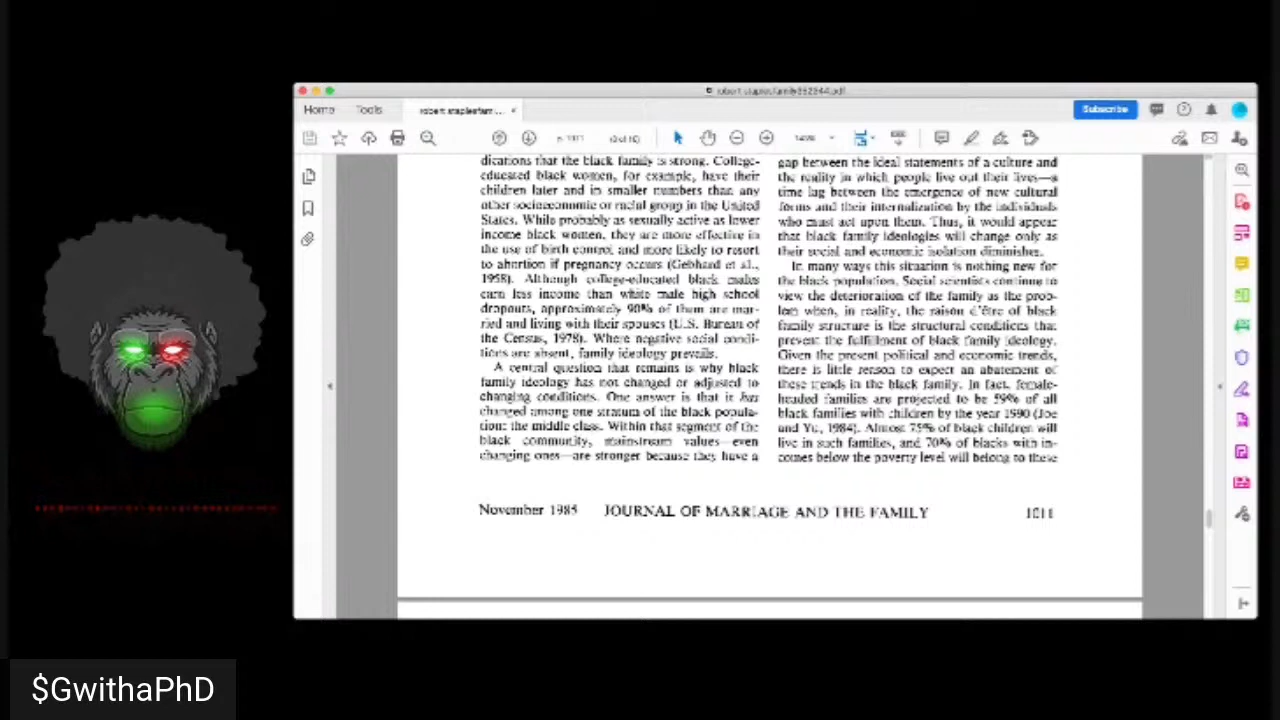 robert staplesfamily352344.pdf
Home Tools robert staplesfami... × Subscribe
dications that the black family is strong. College-
educated black women, for example, have their
children later and in smaller numbers than any
other socioeconomic or racial group in the United
States. While probably as sexually active as lower
income black women, they are more effective in
the use of birth control and more likely to resort
to abortion if pregnancy occurs (Gebhard et al.,
1958). Although college-educated black males
earn less income than white male high school
dropouts, approximately 90% of them are mar-
ried and living with their spouses (U.S. Bureau of
the Census, 1978). Where negative social condi-
tions are absent, family ideology prevails.
A central question that remains is why black
family ideology has not changed or adjusted to
changing conditions. One answer is that it has
changed among one stratum of the black popula-
tion: the middle class. Within that segment of the
black community, mainstream values—even
changing ones—are stronger because they have a
gap between the ideal statements of a culture and
the reality in which people live out their lives—a
time lag between the emergence of new cultural
forms and their internalization by the individuals
who must act upon them. Thus, it would appear
that black family ideologies will change only as
their social and economic isolation diminishes.
In many ways this situation is nothing new for
the black population. Social scientists continue to
view the deterioration of the family as the prob-
lem when, in reality, the raison d'être of black
family structure is the structural conditions that
prevent the fulfillment of black family ideology.
Given the present political and economic trends,
there is little reason to expect an abatement of
these trends in the black family. In fact, female-
headed families are projected to be 59% of all
black families with children by the year 1990 (Joe
and Yu, 1984). Almost 75% of black children will
live in such families, and 70% of blacks with in-
comes below the poverty level will belong to these
November 1985 JOURNAL OF MARRIAGE AND THE FAMILY 1011
$GwithaPhD